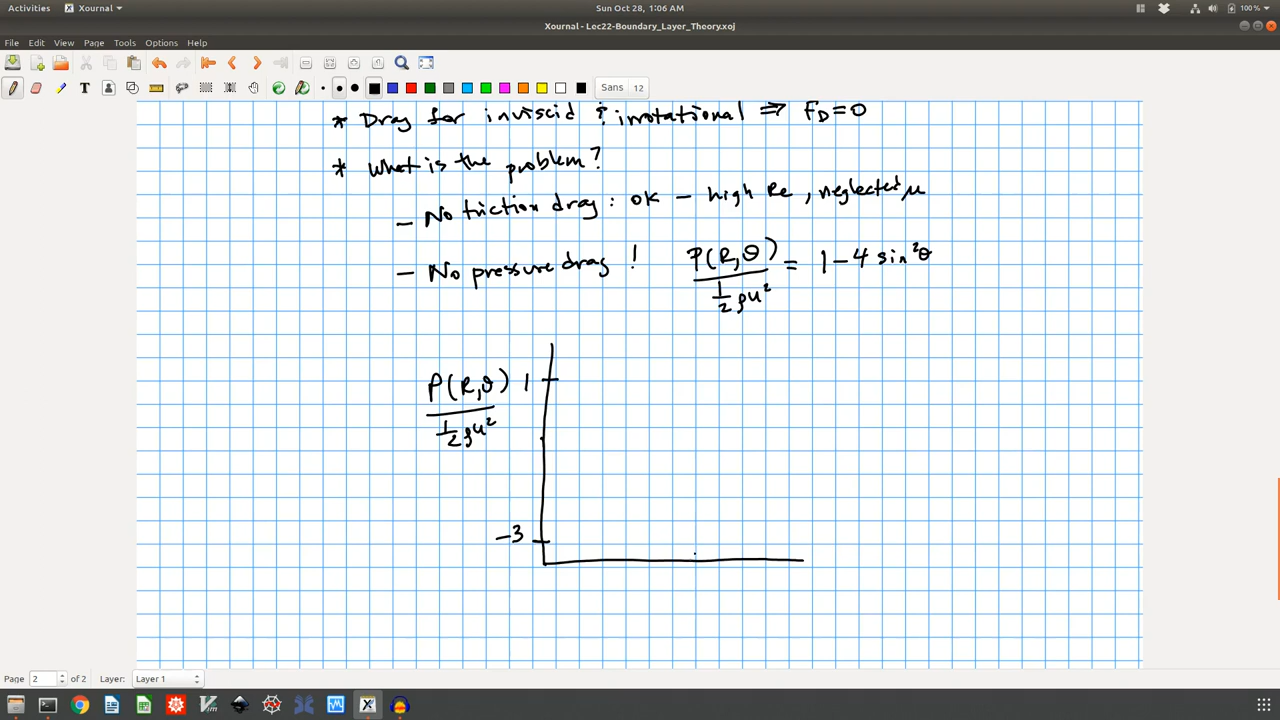 Activities Xournal Sun Oct 28, 1:06 AM 100%
Xournal - Lec22-Boundary_Layer_Theory.xoj
File Edit View Page Tools Options Help
Sans 12
* Drag for inviscid & irrotational ⇒ F_D = 0
* What is the problem?
– No friction drag: OK – high Re, neglected μ
– No pressure drag! P(R,θ) / ½ρU² = 1 – 4 sin²θ
P(R,θ) / ½ρU² 1
–3
Page 2 of 2 Layer: Layer 1